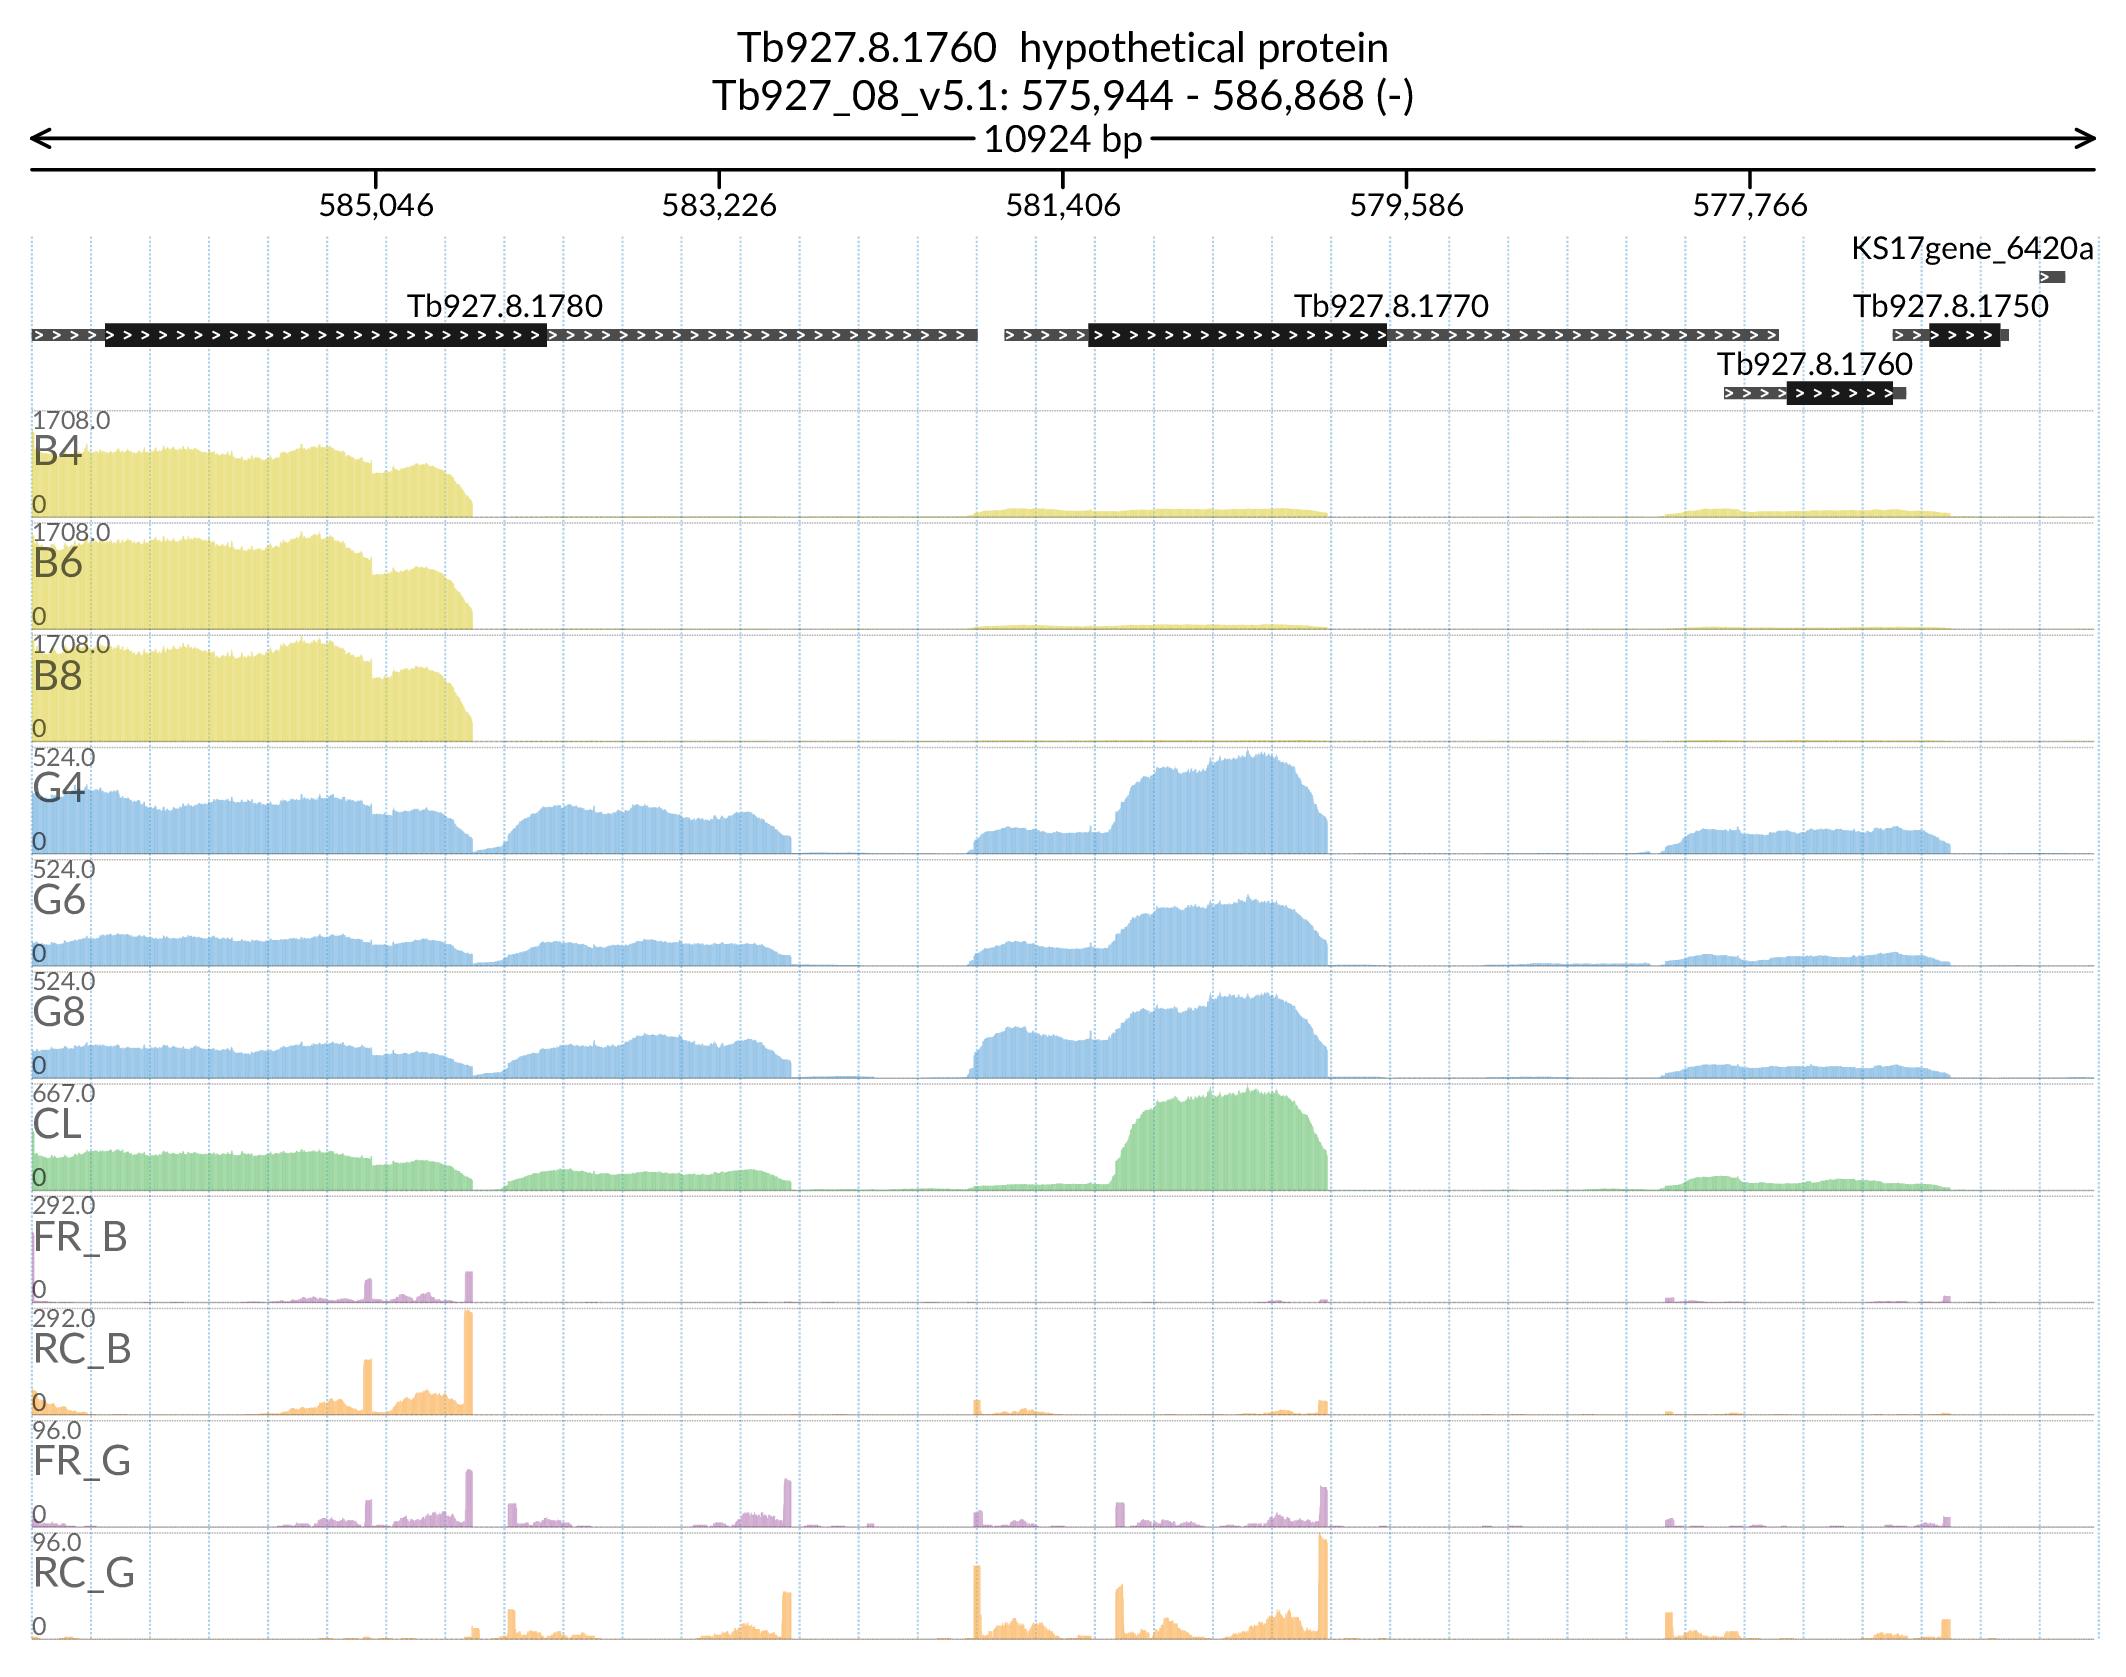 Tb927.8.1760  hypothetical protein
Tb927_08_v5.1: 575,944 - 586,868 (-)
10924 bp
585,046 583,226 581,406 579,586 577,766
KS17gene_6420a
Tb927.8.1780 Tb927.8.1770 Tb927.8.1750
Tb927.8.1760
1708.0
B4
0
1708.0
B6
0
1708.0
B8
0
524.0
G4
0
524.0
G6
0
524.0
G8
0
667.0
CL
0
292.0
FR_B
0
292.0
RC_B
0
96.0
FR_G
0
96.0
RC_G
0